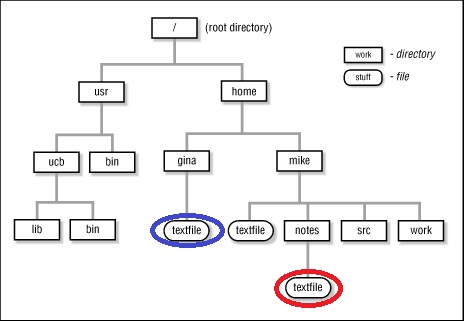 / (root directory)
work - directory
stuff - file
usr home
ucb bin gina mike
lib bin textfile textfile notes src work
textfile